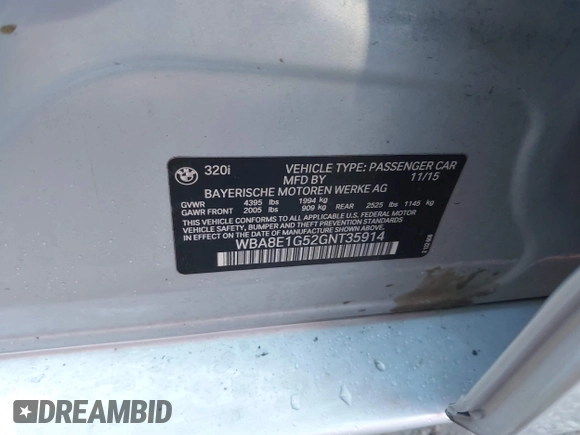 320i VEHICLE TYPE: PASSENGER CAR
MFD BY 11/15
BAYERISCHE MOTOREN WERKE AG
GVWR 4395 lbs 1994 kg
GAWR FRONT 2005 lbs 909 kg REAR 2525 lbs 1145 kg
THIS VEHICLE CONFORMS TO ALL APPLICABLE U.S. FEDERAL MOTOR
VEHICLE SAFETY, BUMPER, AND THEFT PREVENTION STANDARDS
IN EFFECT ON THE DATE OF MANUFACTURE SHOWN ABOVE.
WBA8E1G52GNT35914
DREAMBID